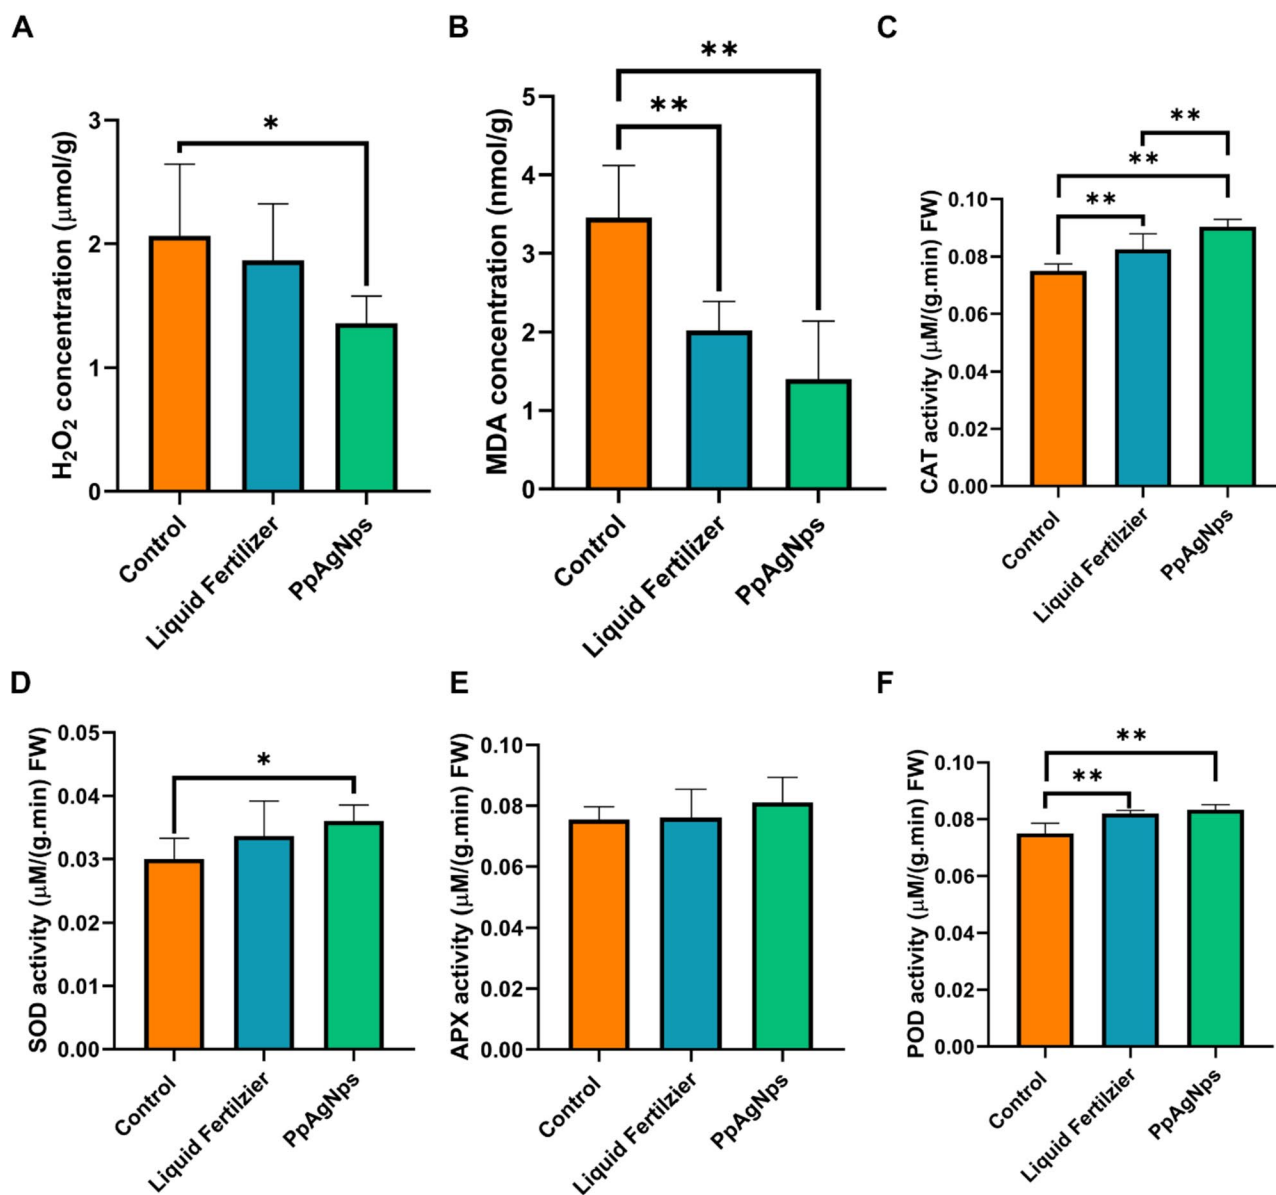 A
H₂O₂ concentration (μmol/g)
3
2
1
0
*
Control
Liquid Fertilizer
PpAgNps
B
MDA concentration (nmol/g)
5
4
3
2
1
0
**
**
Control
Liquid Fertilizer
PpAgNps
C
CAT activity (μM/(g.min) FW)
0.10
0.08
0.06
0.04
0.02
0.00
**
**
**
Control
Liquid Fertilzier
PpAgNps
D
SOD activity (μM/(g.min) FW)
0.05
0.04
0.03
0.02
0.01
0.00
*
Control
Liquid Fertilzier
PpAgNps
E
APX activity (μM/(g.min) FW)
0.10
0.08
0.06
0.04
0.02
0.00
Control
Liquid Fertilzier
PpAgNps
F
POD activity (μM/(g.min) FW)
0.10
0.08
0.06
0.04
0.02
0.00
**
**
Control
Liquid Fertilzier
PpAgNps